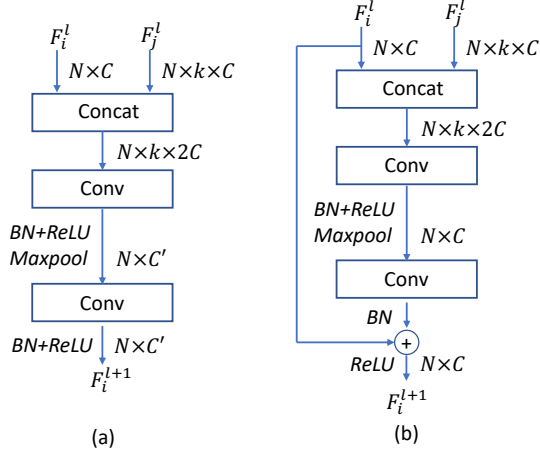 F_i^l F_j^l
N×C N×k×C
Concat
N×k×2C
Conv
BN+ReLU
Maxpool N×C′
Conv
BN+ReLU N×C′
F_i^{l+1}
(a)
F_i^l F_j^l
N×C N×k×C
Concat
N×k×2C
Conv
BN+ReLU
Maxpool N×C
Conv
BN
+
ReLU N×C
F_i^{l+1}
(b)